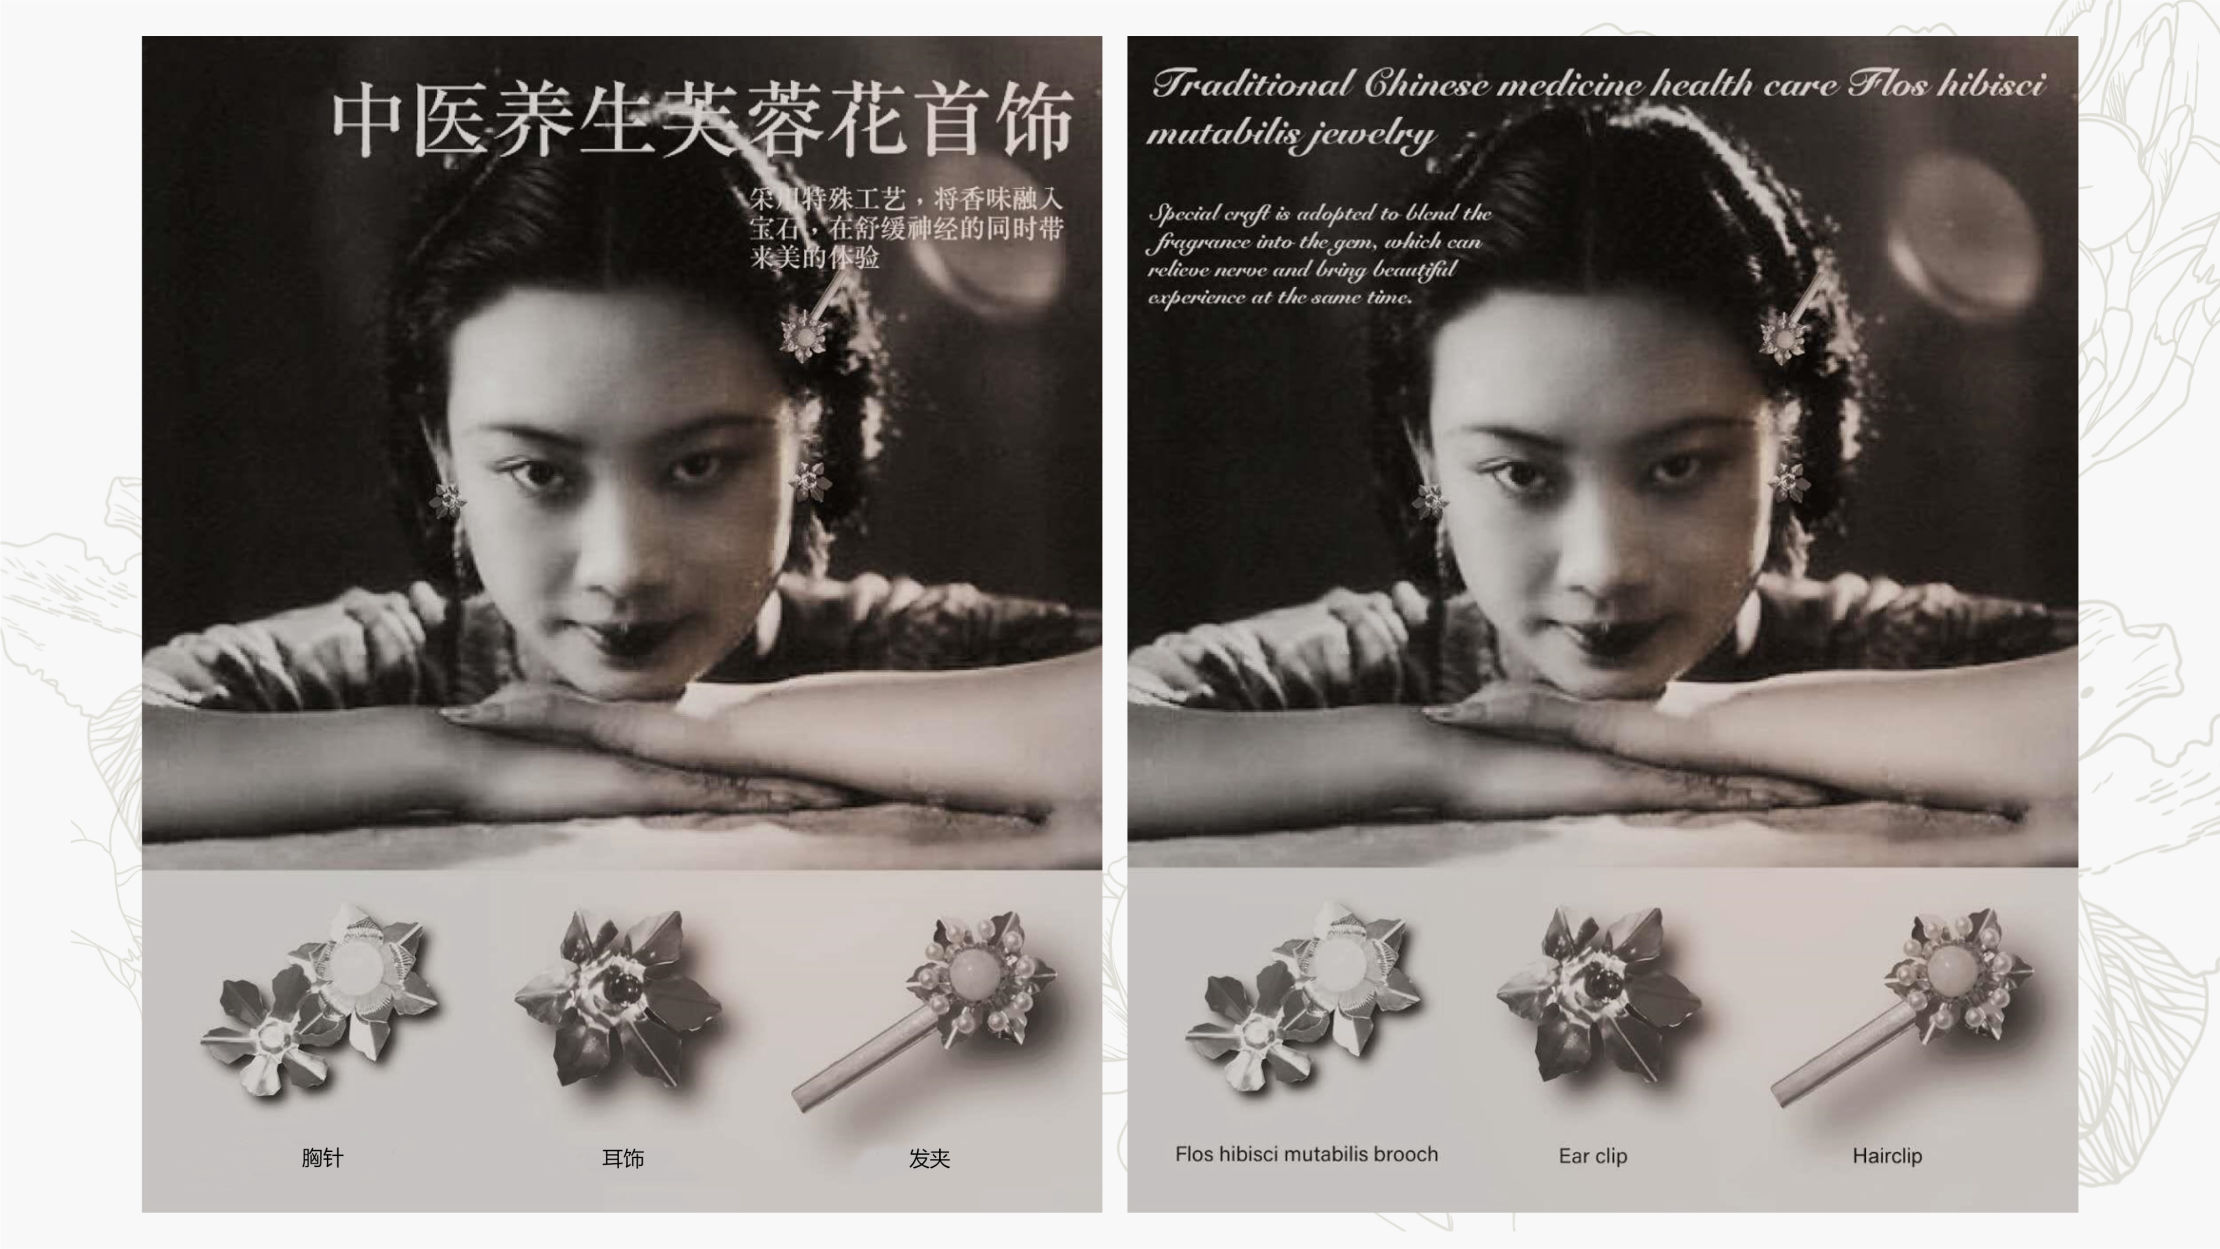 中医养生芙蓉花首饰
采用特殊工艺，将香味融入
宝石，在舒缓神经的同时带
来美的体验
胸针
耳饰
发夹
Traditional Chinese medicine health care Flos hibisci
mutabilis jewelry
Special craft is adopted to blend the
fragrance into the gem, which can
relieve nerve and bring beautiful
experience at the same time.
Flos hibisci mutabilis brooch
Ear clip
Hairclip